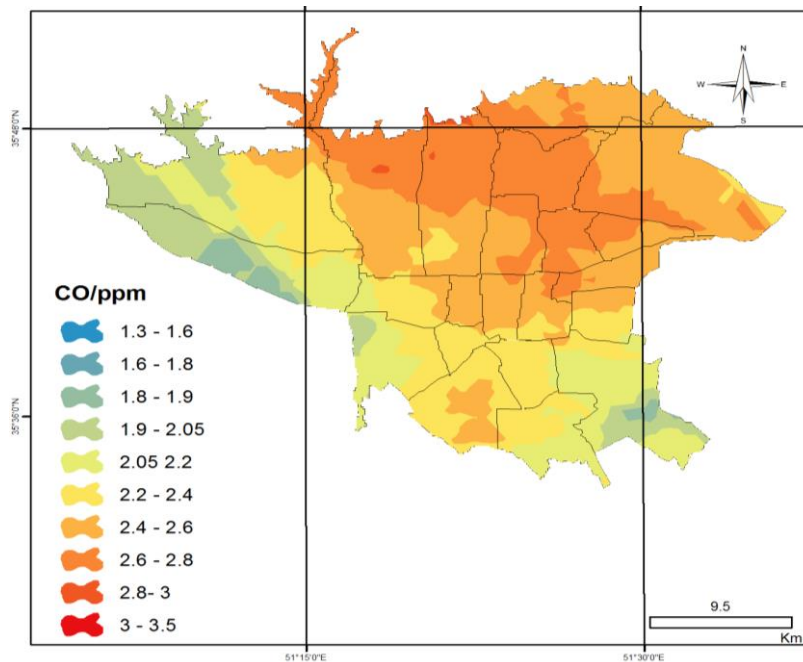 N
W E
S
35°48'0"N
CO/ppm
1.3 - 1.6
1.6 - 1.8
1.8 - 1.9
1.9 - 2.05
2.05 2.2
2.2 - 2.4
2.4 - 2.6
2.6 - 2.8
2.8- 3
3 - 3.5
35°36'0"N
9.5
Km
51°15'0"E
51°30'0"E